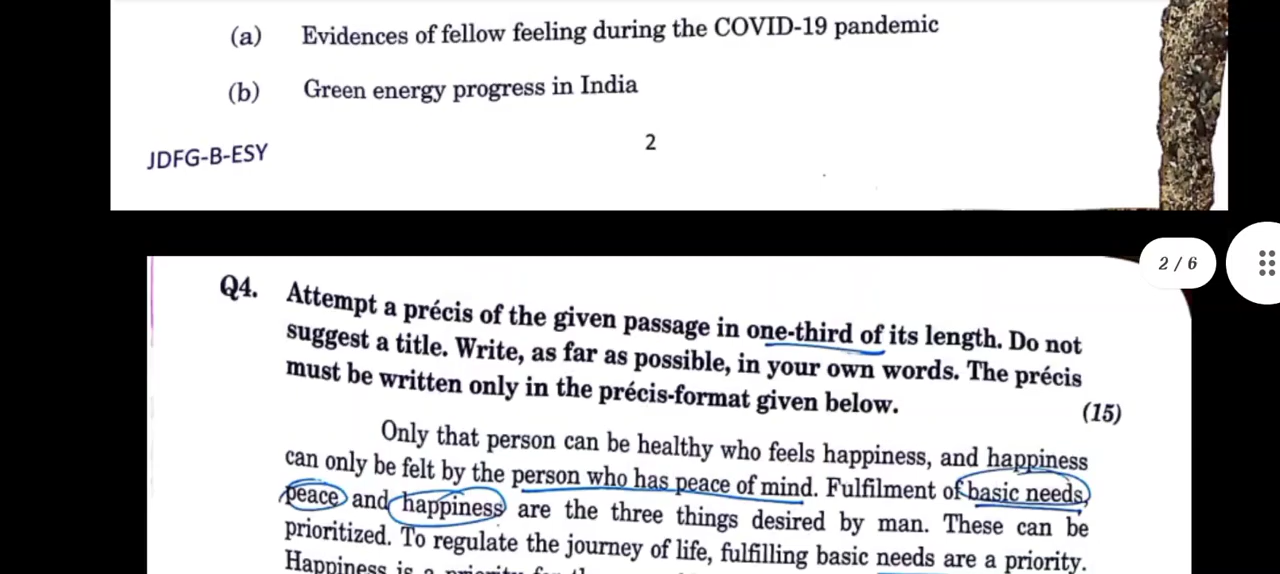 (a) Evidences of fellow feeling during the COVID-19 pandemic
(b) Green energy progress in India
2
JDFG-B-ESY
2 / 6
Q4. Attempt a précis of the given passage in one-third of its length. Do not
suggest a title. Write, as far as possible, in your own words. The précis
must be written only in the précis-format given below.
(15)
Only that person can be healthy who feels happiness, and happiness
can only be felt by the person who has peace of mind. Fulfilment of basic needs,
peace and happiness are the three things desired by man. These can be
prioritized. To regulate the journey of life, fulfilling basic needs are a priority.
Happiness is a priority for